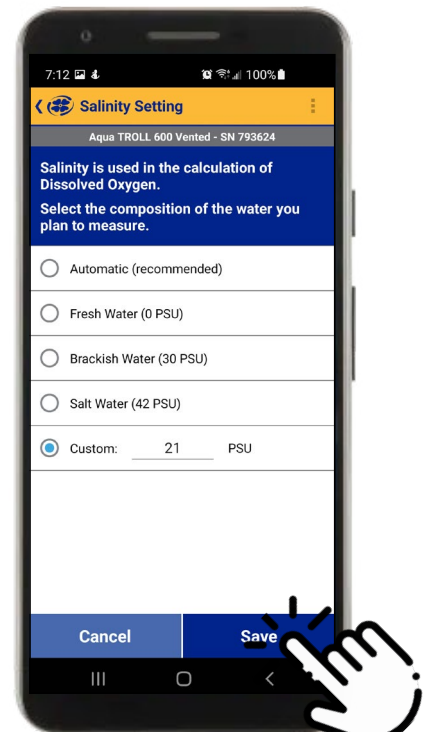 7:12 100%
Salinity Setting
Aqua TROLL 600 Vented - SN 793624
Salinity is used in the calculation of
Dissolved Oxygen.
Select the composition of the water you
plan to measure.
Automatic (recommended)
Fresh Water (0 PSU)
Brackish Water (30 PSU)
Salt Water (42 PSU)
Custom: 21 PSU
Cancel Save